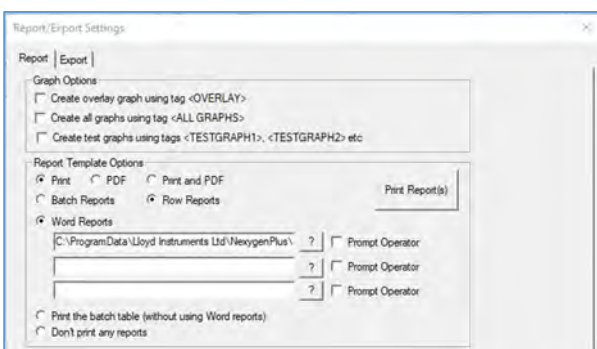 Report/Export Settings
Report Export
Graph Options
Create overlay graph using tag <OVERLAY>
Create all graphs using tag <ALL GRAPHS>
Create test graphs using tags <TESTGRAPH1>, <TESTGRAPH2> etc
Report Template Options
Print PDF Print and PDF
Print Report(s)
Batch Reports Row Reports
Word Reports
C:\ProgramData\Lloyd Instruments Ltd\NexygenPlus\ ? Prompt Operator
? Prompt Operator
? Prompt Operator
Print the batch table (without using Word reports)
Don't print any reports